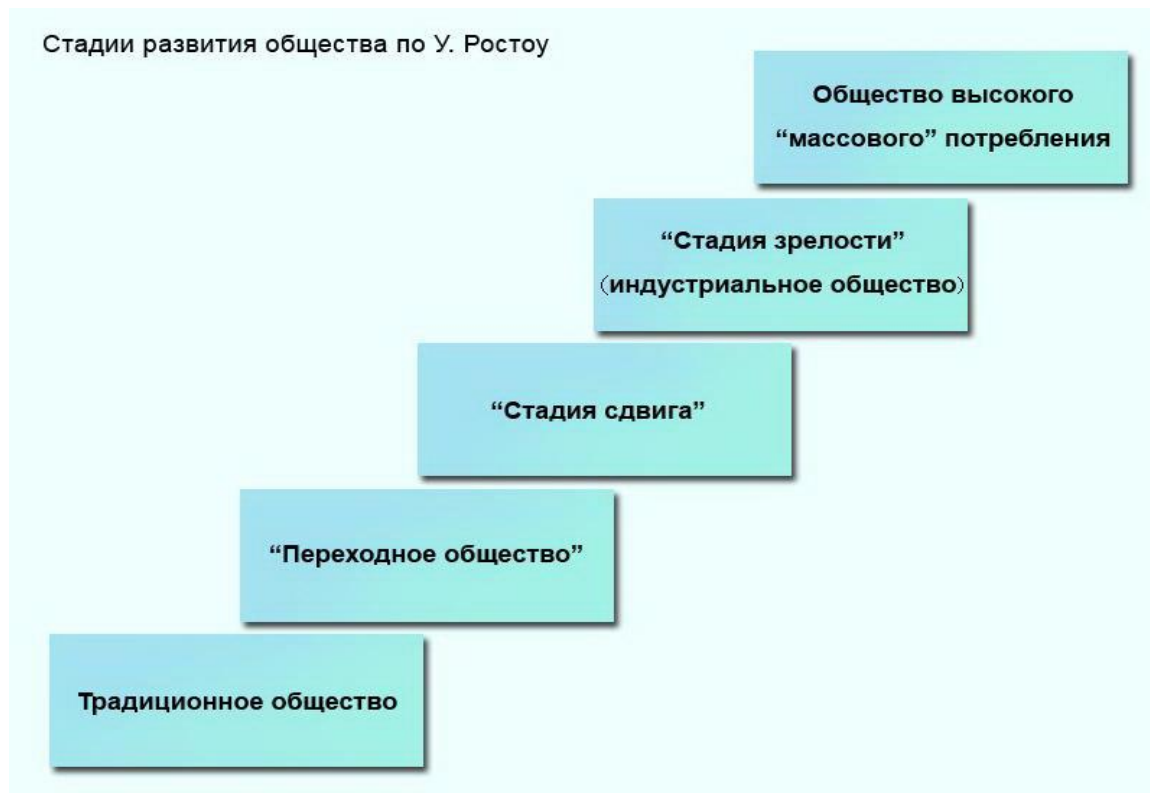 Стадии развития общества по У. Ростоу
Общество высокого
“массового” потребления
“Стадия зрелости”
(индустриальное общество)
“Стадия сдвига”
“Переходное общество”
Традиционное общество